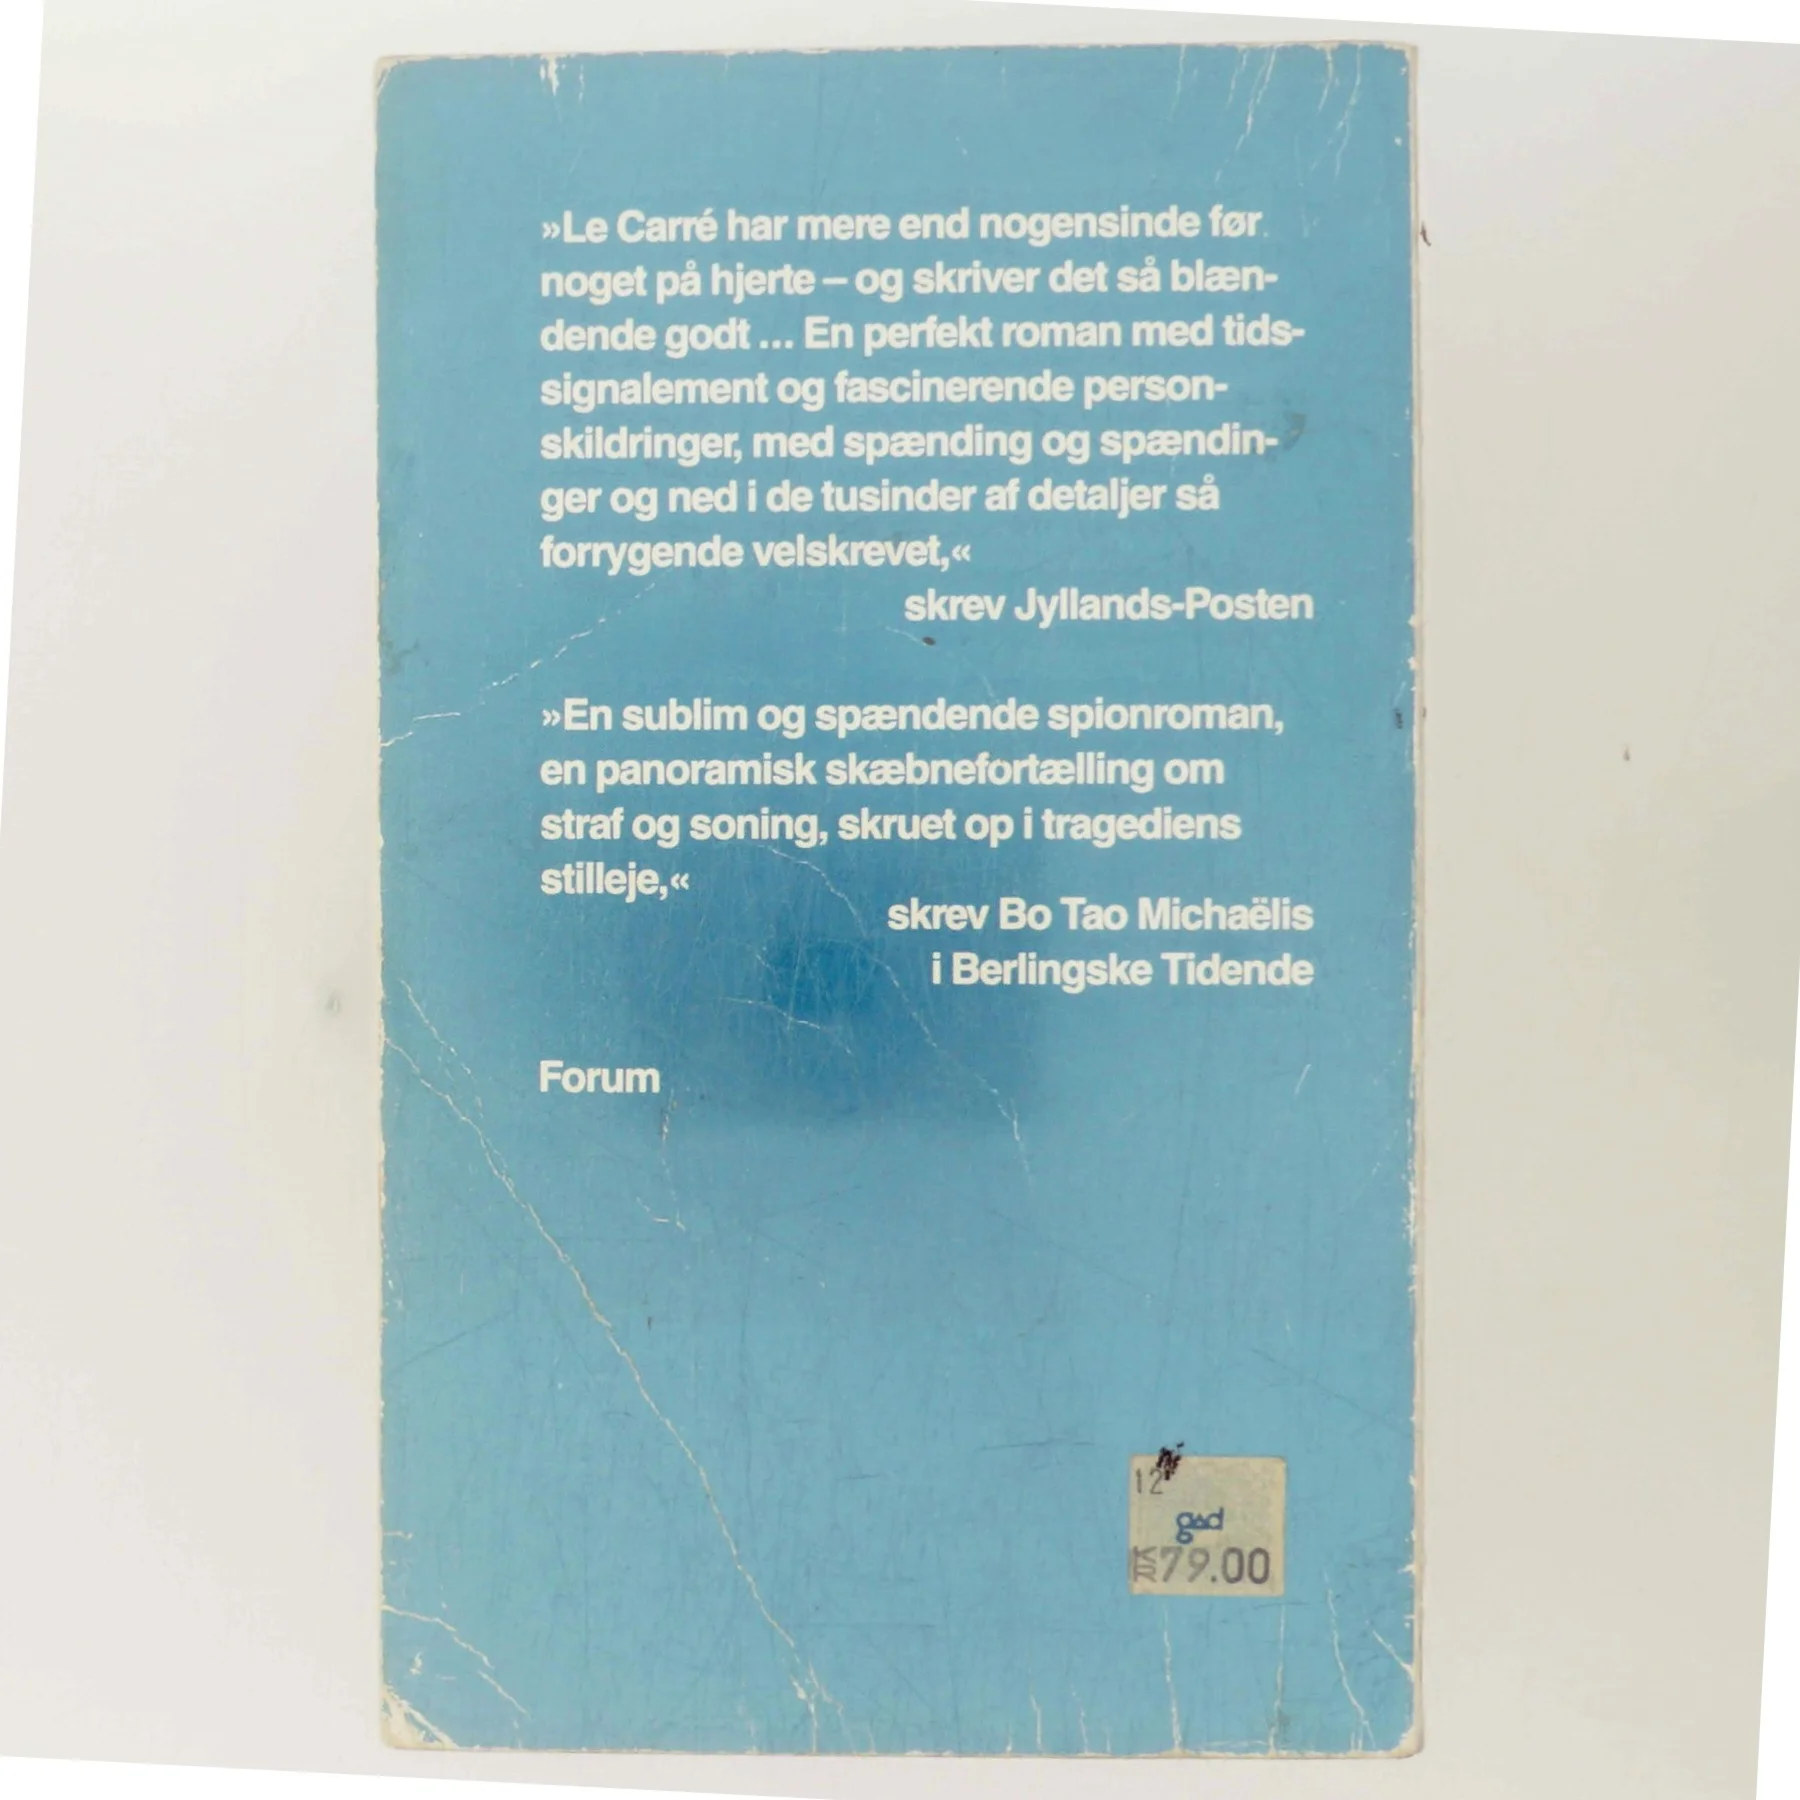 »Le Carré har mere end nogensinde før
noget på hjerte – og skriver det så blæn-
dende godt ... En perfekt roman med tids-
signalement og fascinerende person-
skildringer, med spænding og spændin-
ger og ned i de tusinder af detaljer så
forrygende velskrevet,«
skrev Jyllands-Posten
»En sublim og spændende spionroman,
en panoramisk skæbnefortælling om
straf og soning, skruet op i tragediens
stilleje,«
skrev Bo Tao Michaëlis
i Berlingske Tidende
Forum
12
gad
KR 79.00